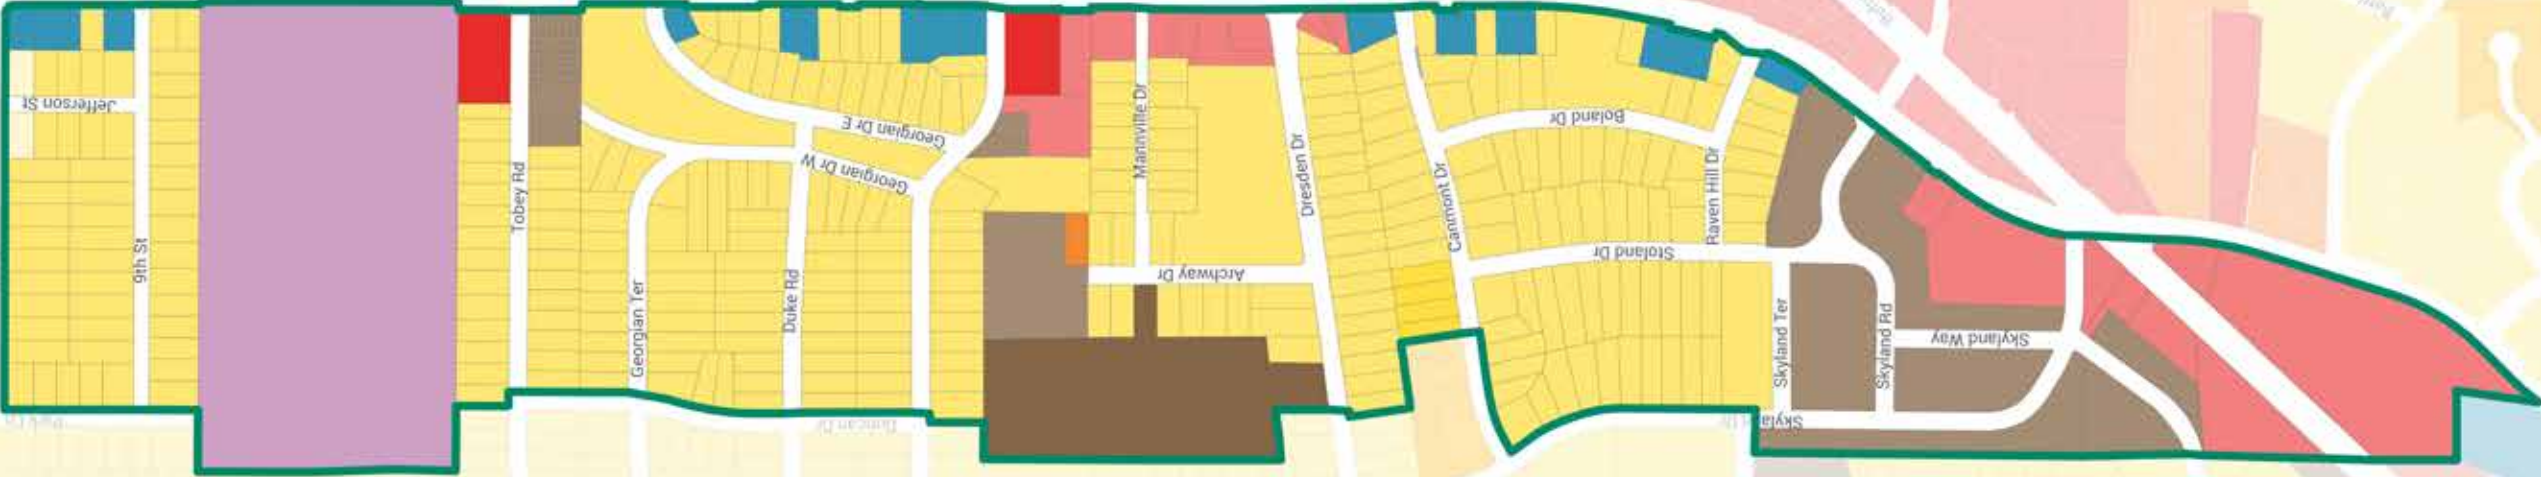 Jefferson St
9th St
Tobey Rd
Georgian Ter
Duke Rd
Georgian Dr E
Georgian Dr W
Mannville Dr
Archway Dr
Dresden Dr
Canmont Dr
Boland Dr
Stoland Dr
Raven Hill Dr
Skyland Ter
Skyland Rd
Skyland Way
Duncan Dr